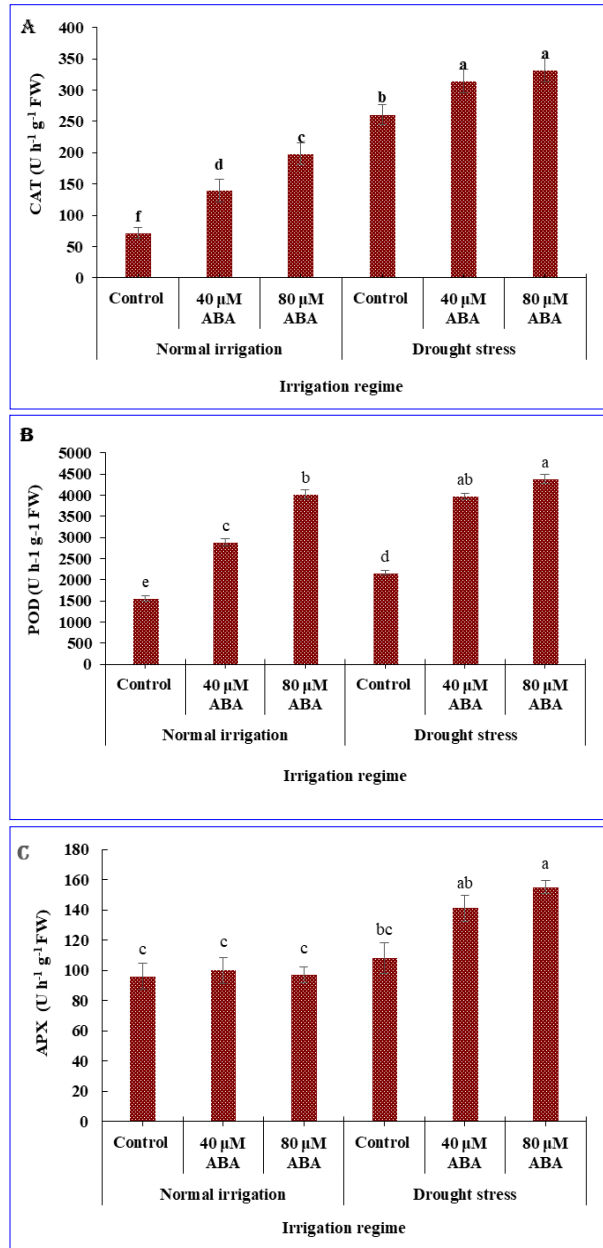 A
CAT (U h-1 g-1 FW)
400
350
300
250
200
150
100
50
0
f
d
c
b
a
a
Control
40 μM ABA
80 μM ABA
Control
40 μM ABA
80 μM ABA
Normal irrigation
Drought stress
Irrigation regime
B
POD (U h-1 g-1 FW)
5000
4500
4000
3500
3000
2500
2000
1500
1000
500
0
e
c
b
d
ab
a
Control
40 μM ABA
80 μM ABA
Control
40 μM ABA
80 μM ABA
Normal irrigation
Drought stress
Irrigation regime
C
APX (U h-1 g-1 FW)
180
160
140
120
100
80
60
40
20
0
c
c
c
bc
ab
a
Control
40 μM ABA
80 μM ABA
Control
40 μM ABA
80 μM ABA
Normal irrigation
Drought stress
Irrigation regime